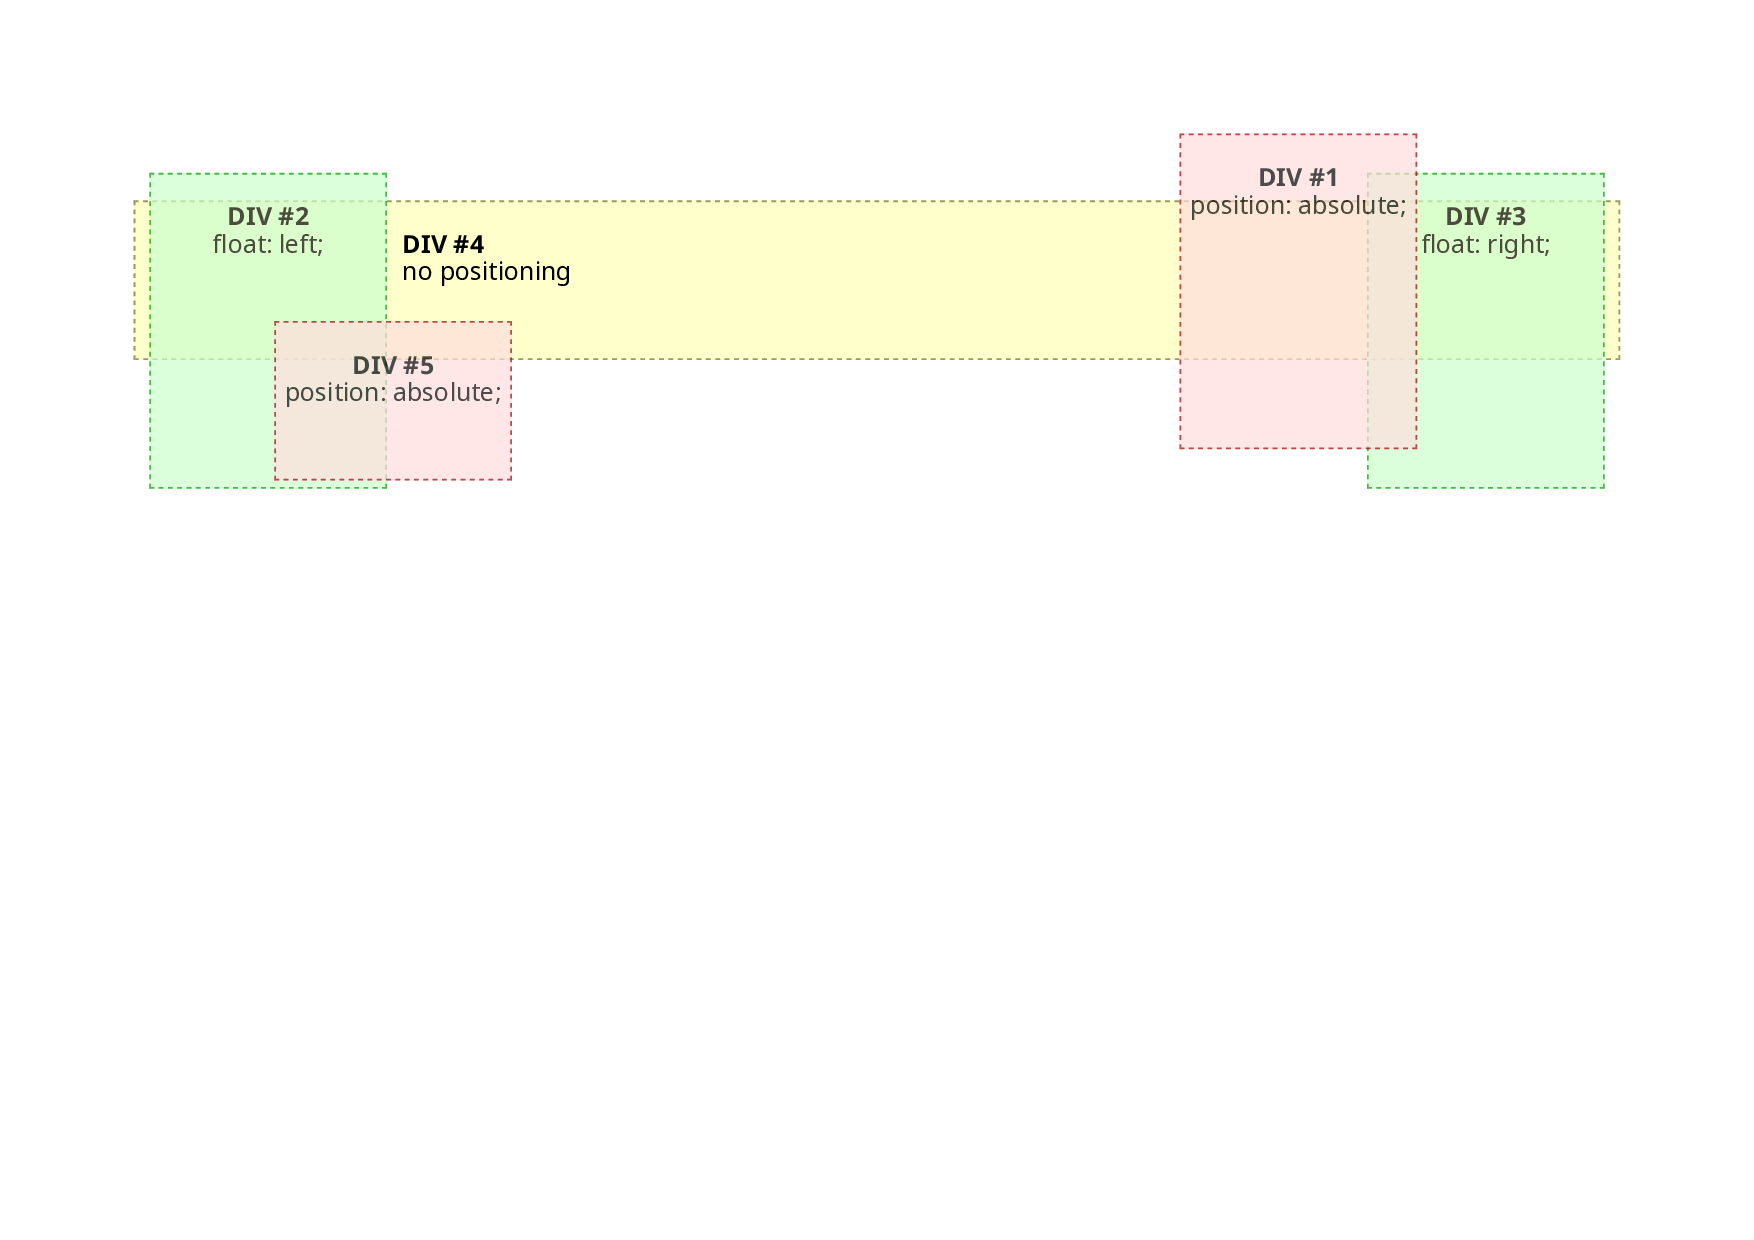 DIV #1
position: absolute;
DIV #2
float: left;
DIV #3
float: right;
DIV #4
no positioning
DIV #5
position: absolute;